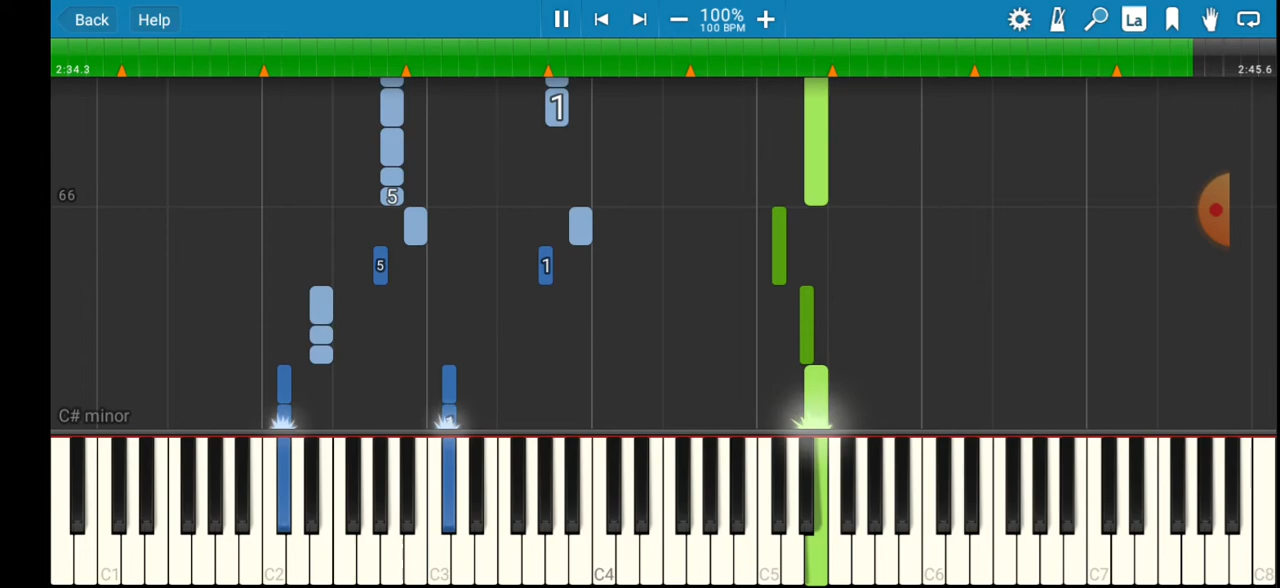 Back Help 100% La
100 BPM
2:34.3 2:45.6
1
5
66
5 1
C# minor
C1 C2 C3 C4 C5 C6 C7 C8